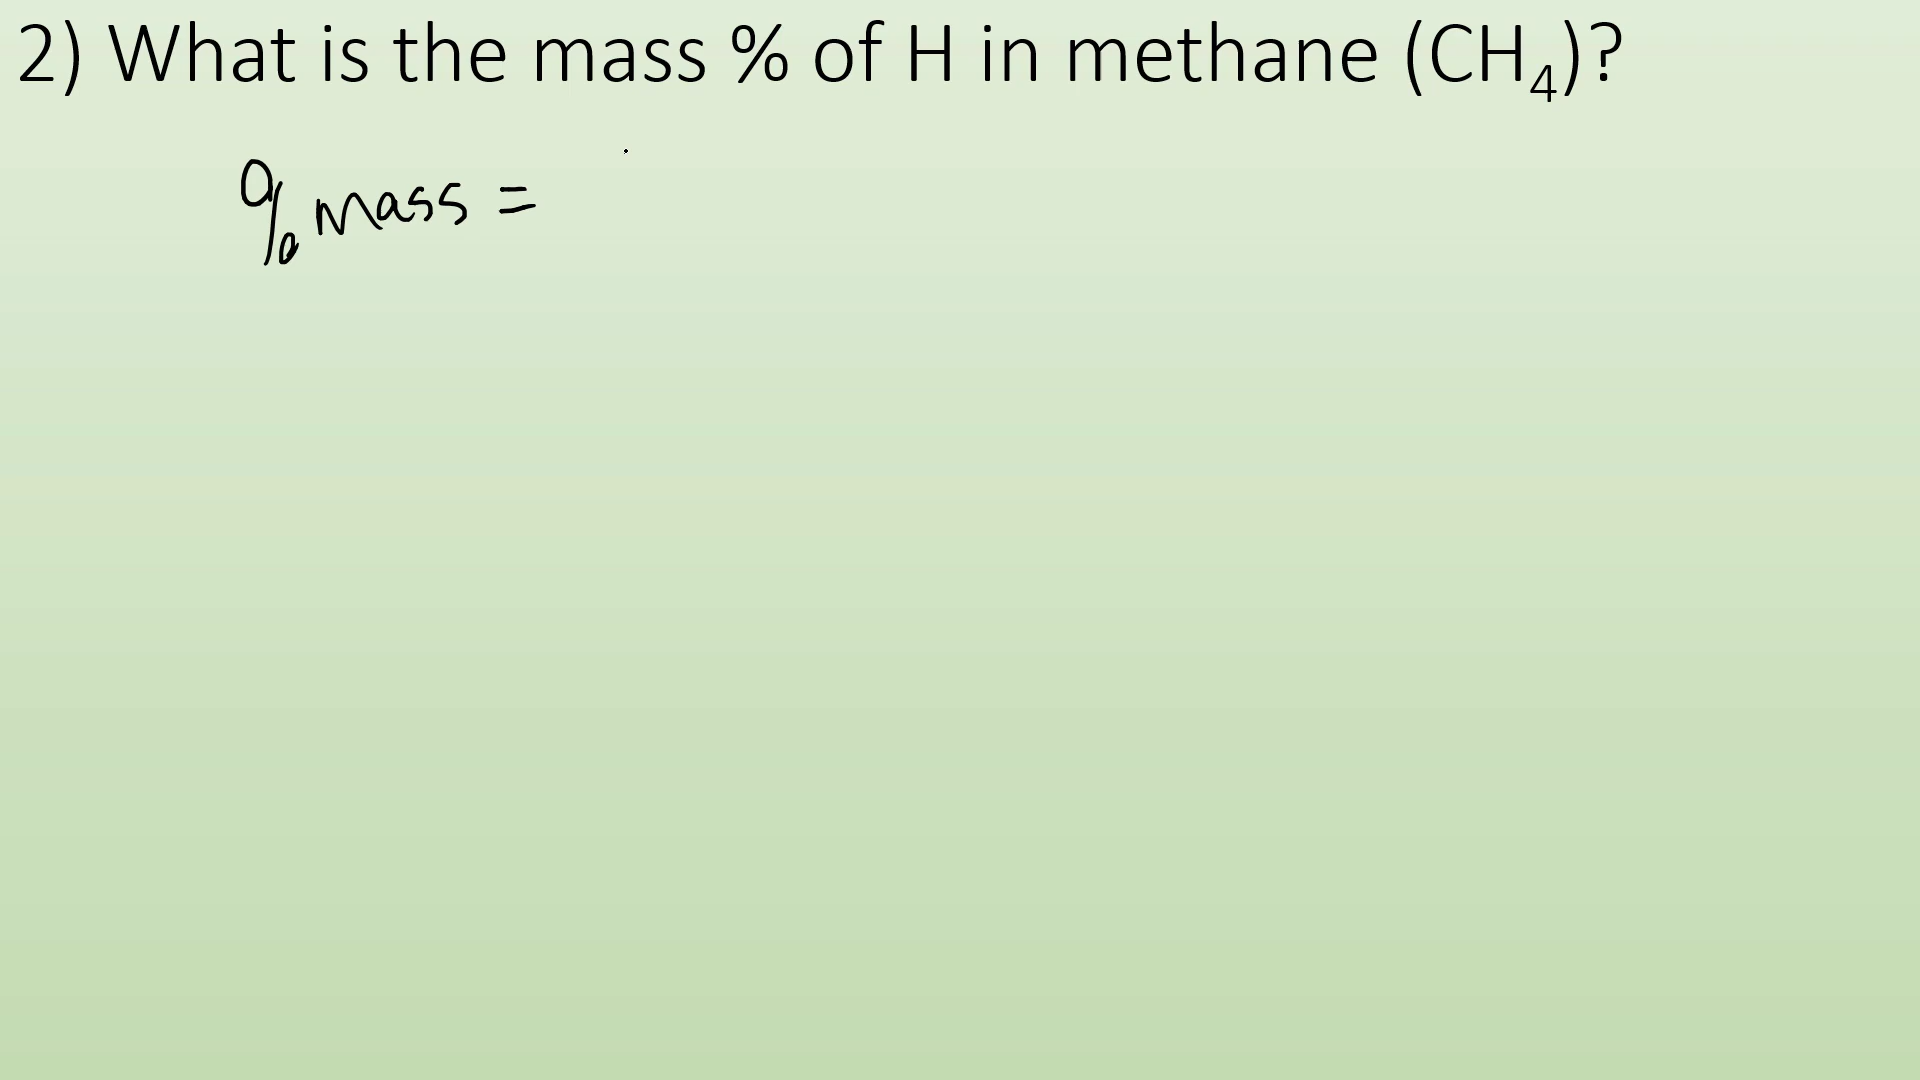 2) What is the mass % of H in methane (CH₄)?
% mass =